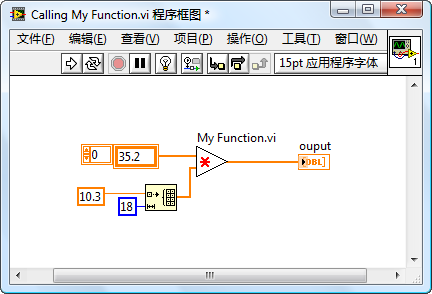 Calling My Function.vi 程序框图 *
文件(F) 编辑(E) 查看(V) 项目(P) 操作(O) 工具(T) 窗口(W)
15pt 应用程序字体
1
My Function.vi
ouput
0
35.2
DBL
10.3
18